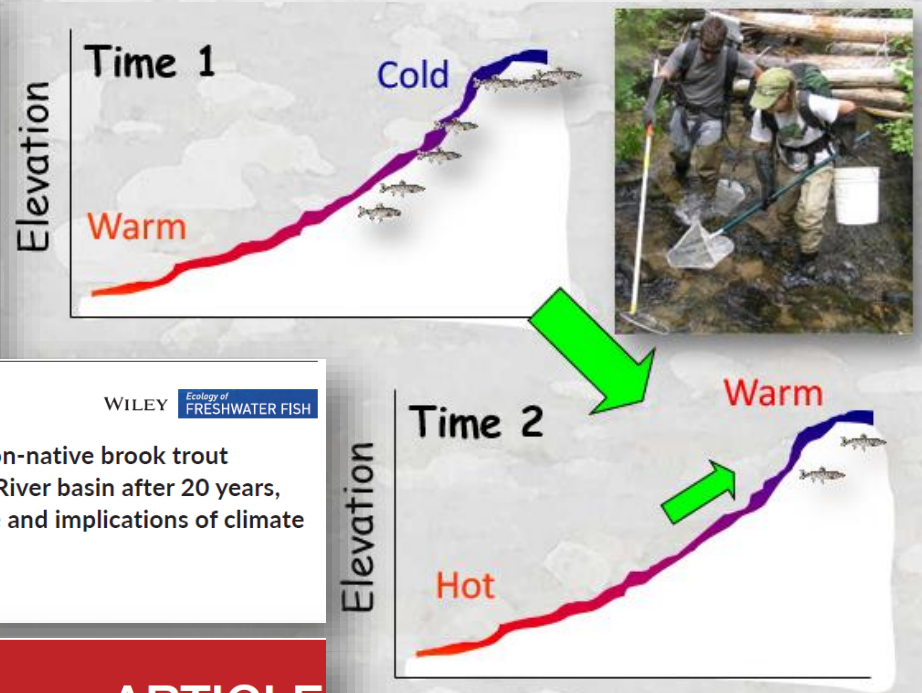 Time 1
Cold
Warm
Elevation
WILEY
Ecology of
FRESHWATER FISH
on-native brook trout
River basin after 20 years,
and implications of climate
Time 2
Warm
Hot
Elevation
ARTICLE